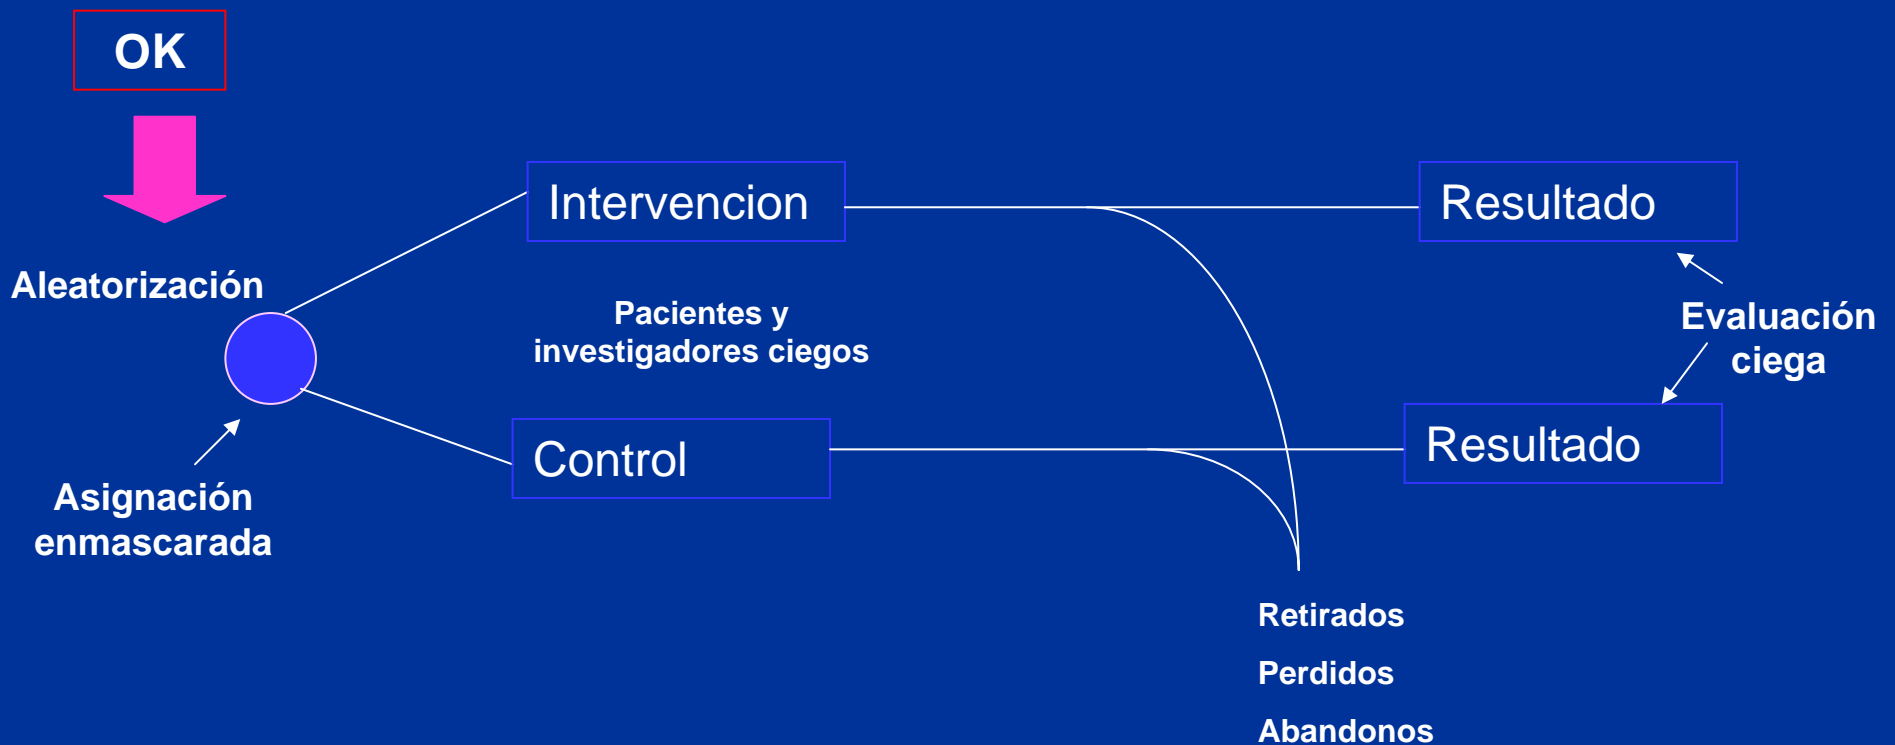 OK
Aleatorización
Asignación
enmascarada
Intervencion
Pacientes y
investigadores ciegos
Control
Resultado
Evaluación
ciega
Resultado
Retirados
Perdidos
Abandonos